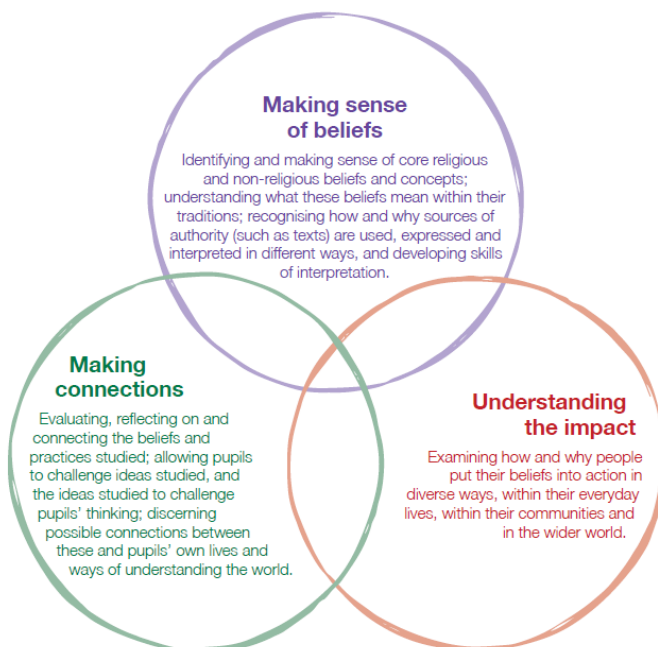 Making sense
of beliefs
Identifying and making sense of core religious
and non-religious beliefs and concepts;
understanding what these beliefs mean within their
traditions; recognising how and why sources of
authority (such as texts) are used, expressed and
interpreted in different ways, and developing skills
of interpretation.
Making
connections
Evaluating, reflecting on and
connecting the beliefs and
practices studied; allowing pupils
to challenge ideas studied, and
the ideas studied to challenge
pupils' thinking; discerning
possible connections between
these and pupils' own lives and
ways of understanding the world.
Understanding
the impact
Examining how and why people
put their beliefs into action in
diverse ways, within their everyday
lives, within their communities and
in the wider world.